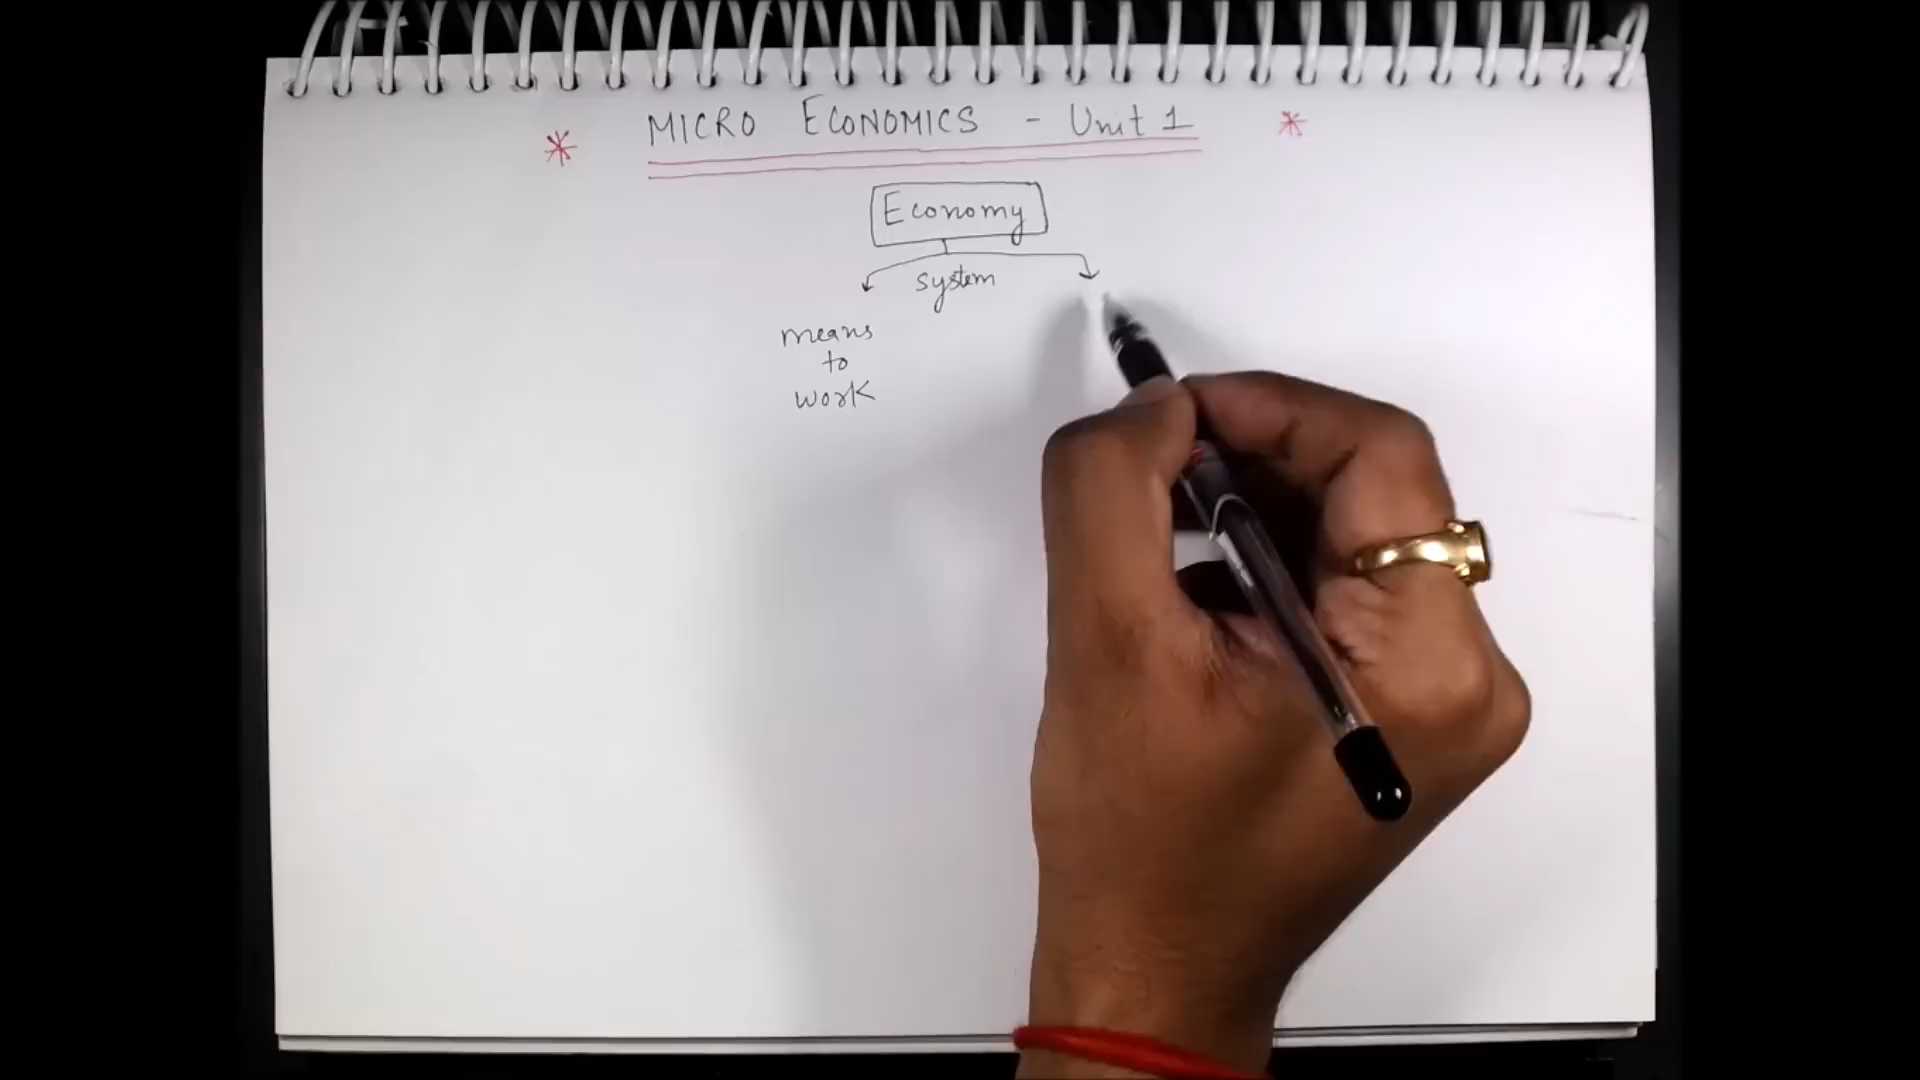 MICRO ECONOMICS - Unit 1
Economy
system
means
to
work